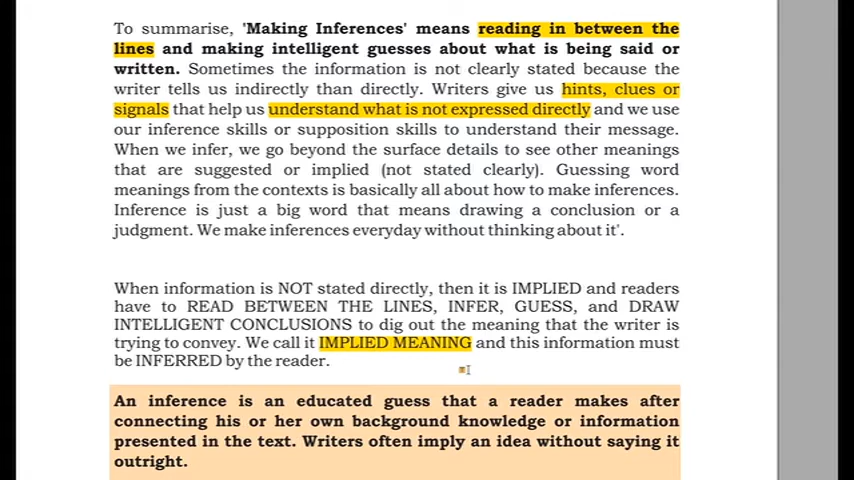 To summarise, 'Making Inferences' means reading in between the
lines and making intelligent guesses about what is being said or
written. Sometimes the information is not clearly stated because the
writer tells us indirectly than directly. Writers give us hints, clues or
signals that help us understand what is not expressed directly and we use
our inference skills or supposition skills to understand their message.
When we infer, we go beyond the surface details to see other meanings
that are suggested or implied (not stated clearly). Guessing word
meanings from the contexts is basically all about how to make inferences.
Inference is just a big word that means drawing a conclusion or a
judgment. We make inferences everyday without thinking about it'.
When information is NOT stated directly, then it is IMPLIED and readers
have to READ BETWEEN THE LINES, INFER, GUESS, and DRAW
INTELLIGENT CONCLUSIONS to dig out the meaning that the writer is
trying to convey. We call it IMPLIED MEANING and this information must
be INFERRED by the reader.
An inference is an educated guess that a reader makes after
connecting his or her own background knowledge or information
presented in the text. Writers often imply an idea without saying it
outright.